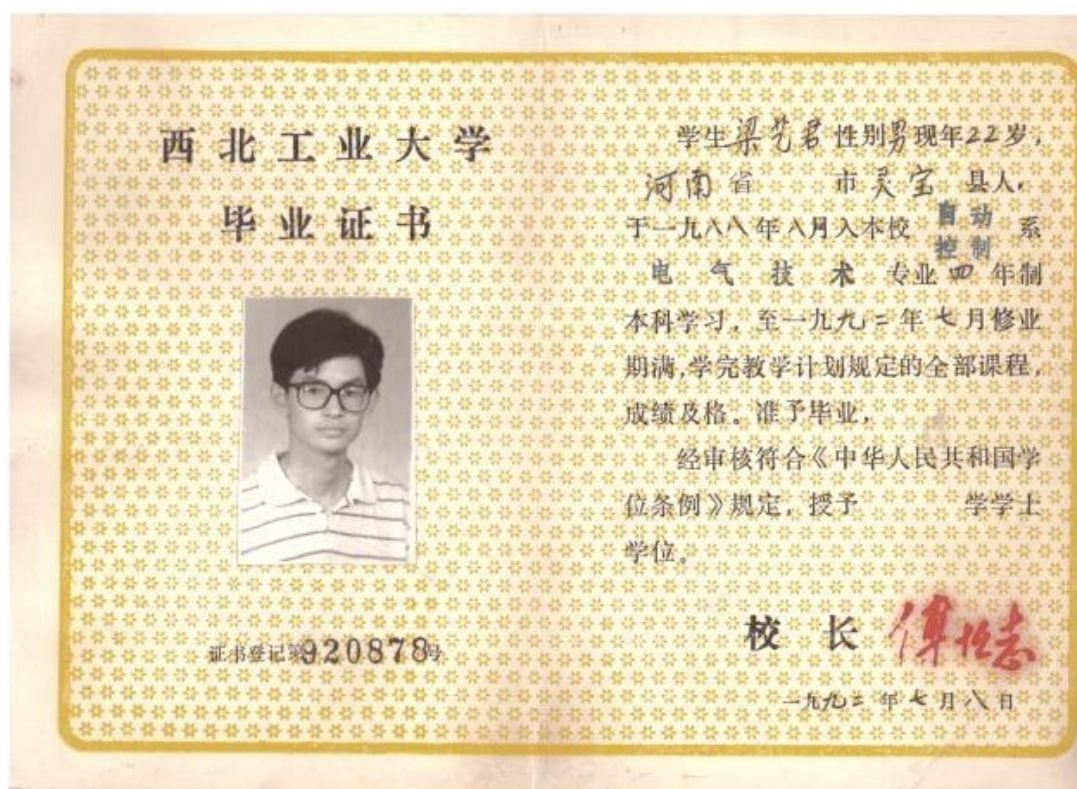 西北工业大学
毕业证书
证书登记第920878号
学生梁艺君性别男现年22岁，
河南省 市灵宝县人，
于一九八八年八月入本校自动控制系
电气技术专业四年制
本科学习，至一九九二年七月修业
期满，学完教学计划规定的全部课程，
成绩及格。准予毕业，
经审核符合《中华人民共和国学
位条例》规定，授予 学学士
学位。
校长 傅恒志
一九九二年七月八日